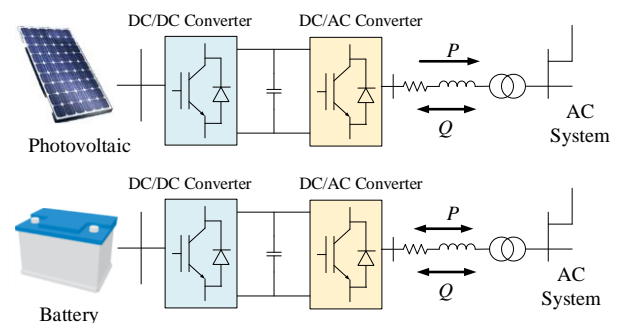 DC/DC Converter
DC/AC Converter
P
Q
Photovoltaic
AC
System
DC/DC Converter
DC/AC Converter
P
Q
Battery
AC
System